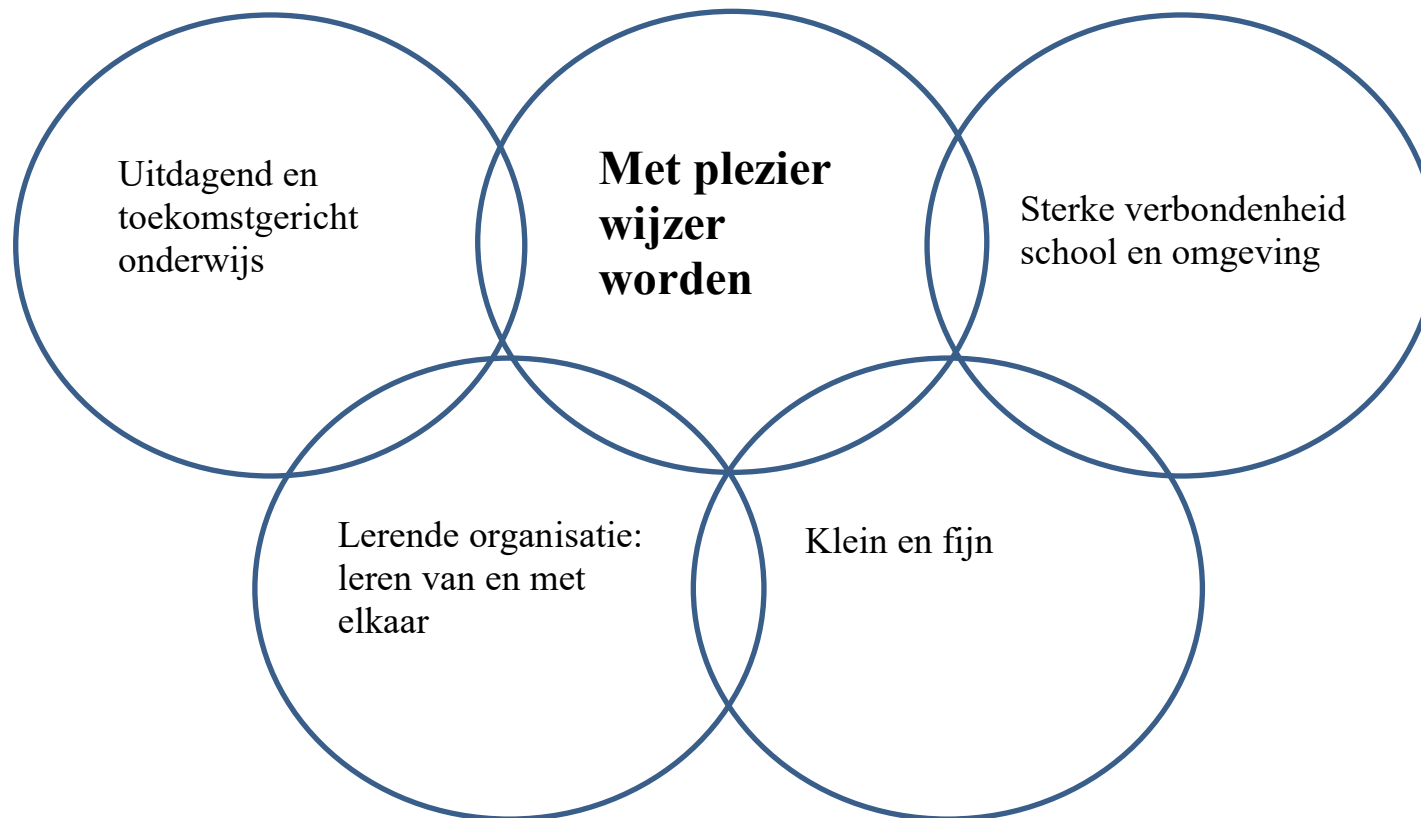 Uitdagend en
toekomstgericht
onderwijs
Met plezier
wijzer
worden
Sterke verbondenheid
school en omgeving
Lerende organisatie:
leren van en met
elkaar
Klein en fijn